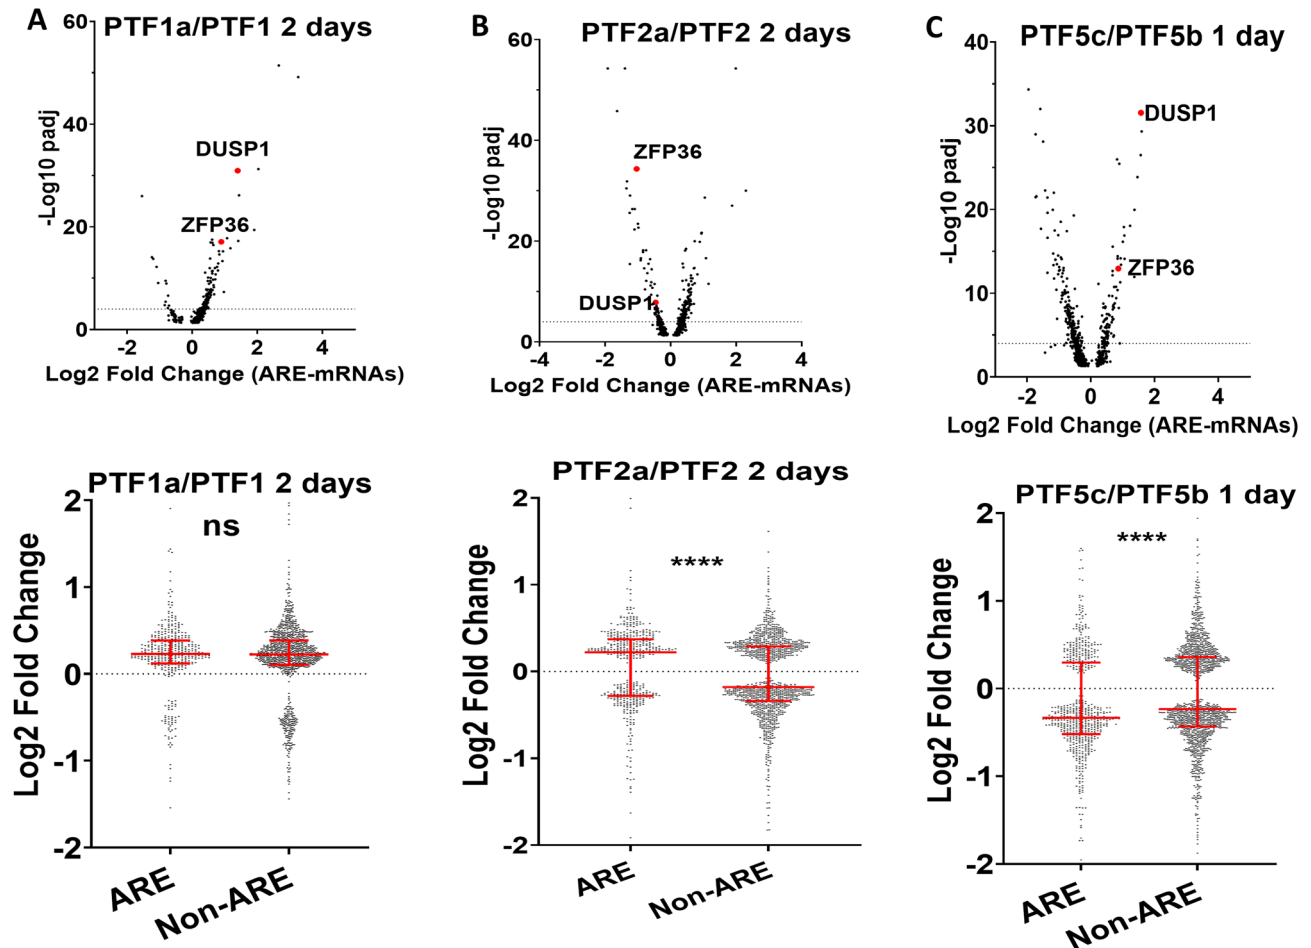 A
PTF1a/PTF1 2 days
60
40
20
0
-Log10 padj
DUSP1
ZFP36
-2 0 2 4
Log2 Fold Change (ARE-mRNAs)
B
PTF2a/PTF2 2 days
60
40
20
0
-Log10 padj
ZFP36
DUSP1
-4 -2 0 2 4
Log2 Fold Change (ARE-mRNAs)
C
PTF5c/PTF5b 1 day
40
30
20
10
0
-Log10 padj
DUSP1
ZFP36
-2 0 2 4
Log2 Fold Change (ARE-mRNAs)
PTF1a/PTF1 2 days
ns
2
1
0
-1
-2
Log2 Fold Change
ARE
Non-ARE
PTF2a/PTF2 2 days
****
2
1
0
-1
-2
Log2 Fold Change
ARE
Non-ARE
PTF5c/PTF5b 1 day
****
2
1
0
-1
-2
Log2 Fold Change
ARE
Non-ARE